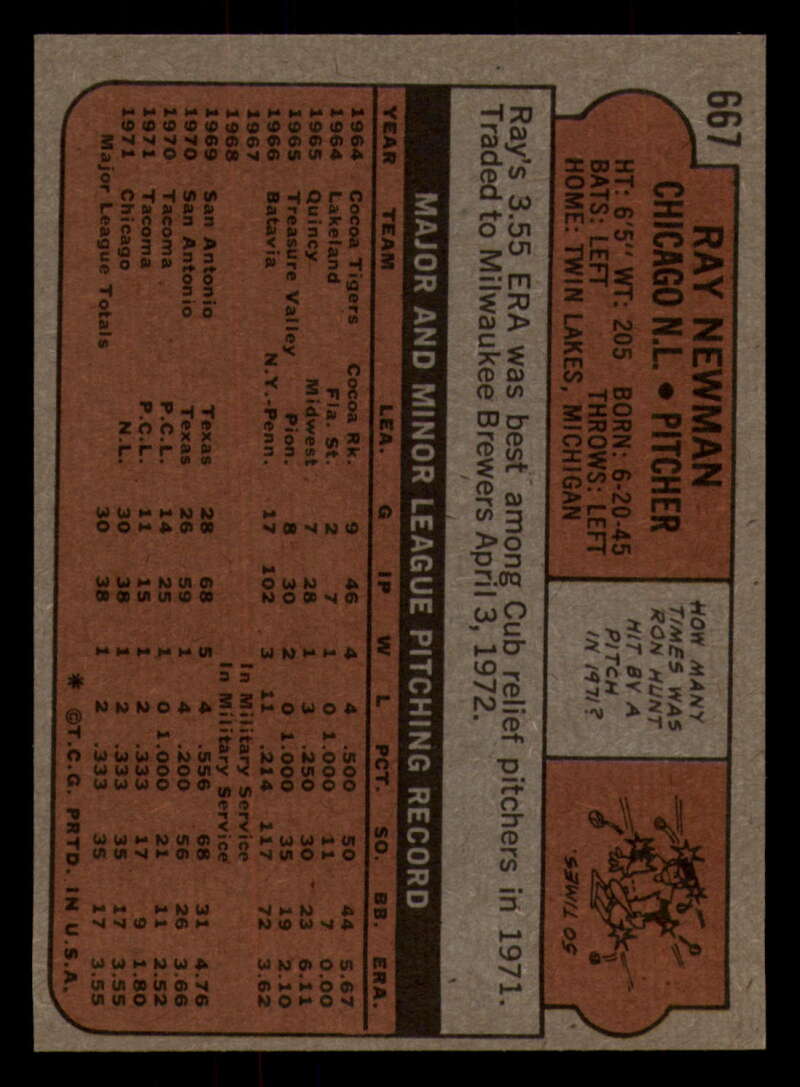 667
RAY NEWMAN
CHICAGO N.L. • PITCHER
HT: 6'5" WT: 205 BORN: 6-20-45
BATS: LEFT THROWS: LEFT
HOME: TWIN LAKES, MICHIGAN
HOW MANY
TIMES WAS
RON HUNT
HIT BY A
PITCH
IN 1971?
50 TIMES.
Ray's 3.55 ERA was best among Cub relief pitchers in 1971.
Traded to Milwaukee Brewers April 3, 1972.
MAJOR AND MINOR LEAGUE PITCHING RECORD
YEAR TEAM LEA. G IP W L PCT. SO. BB. ERA.
1964 Cocoa Tigers Cocoa Rk. 9 46 4 4 .500 50 44 5.67
1964 Lakeland Fla. St. 2 7 1 0 1.000 11 7 0.00
1965 Quincy Midwest 7 28 1 3 .250 30 23 6.11
1965 Treasure Valley Pion. 8 30 2 0 1.000 35 19 2.10
1966 Batavia N.Y.-Penn. 17 102 3 11 .214 117 72 3.62
1967 In Military Service
1968 In Military Service
1969 San Antonio Texas 28 68 5 4 .556 68 31 4.76
1970 San Antonio Texas 26 59 1 4 .200 56 26 3.66
1970 Tacoma P.C.L. 14 25 1 0 1.000 21 11 2.52
1971 Tacoma P.C.L. 11 15 1 2 .333 17 9 1.80
1971 Chicago N.L. 30 38 1 2 .333 35 17 3.55
Major League Totals 30 38 1 2 .333 35 17 3.55
* ©T.C.G. PRTD. IN U.S.A.